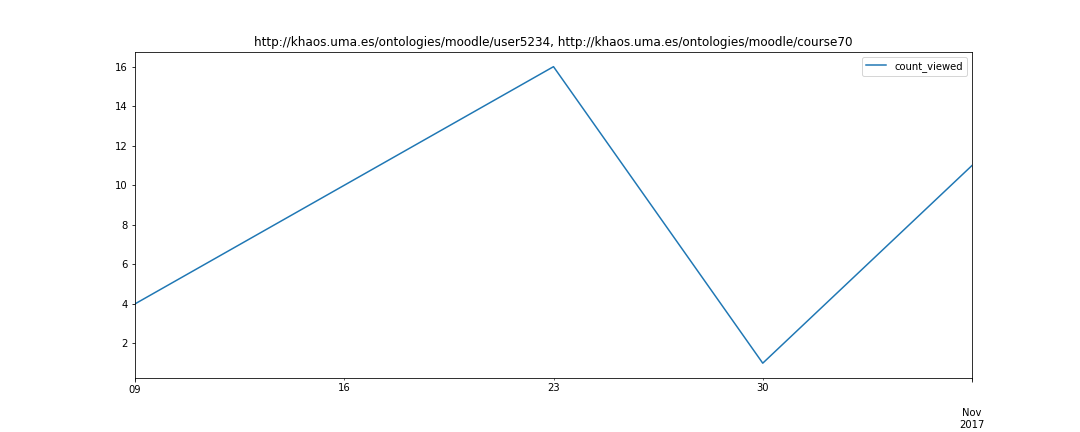 http://khaos.uma.es/ontologies/moodle/user5234, http://khaos.uma.es/ontologies/moodle/course70
count_viewed
16
14
12
10
8
6
4
2
09 16 23 30
Nov
2017